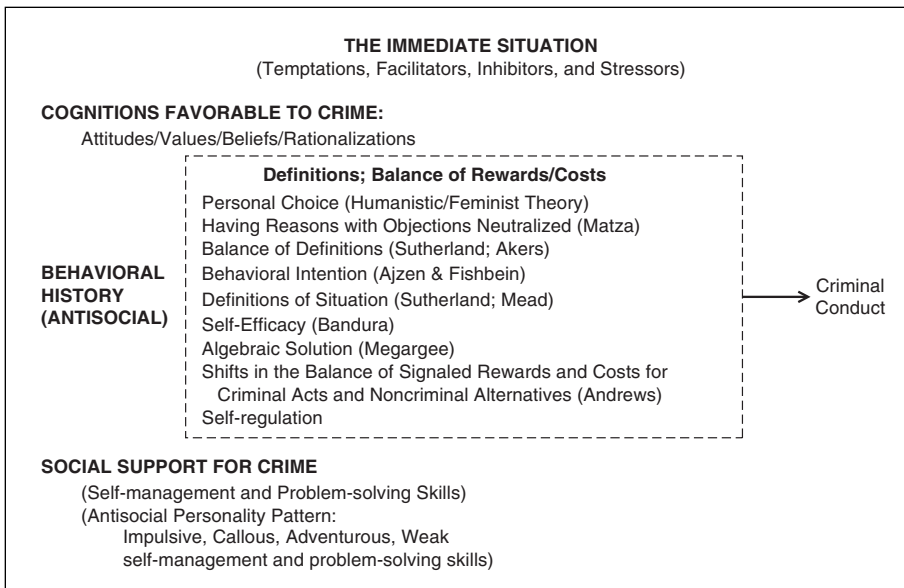 THE IMMEDIATE SITUATION
(Temptations, Facilitators, Inhibitors, and Stressors)
COGNITIONS FAVORABLE TO CRIME:
Attitudes/Values/Beliefs/Rationalizations
Definitions; Balance of Rewards/Costs
Personal Choice (Humanistic/Feminist Theory)
Having Reasons with Objections Neutralized (Matza)
Balance of Definitions (Sutherland; Akers)
BEHAVIORAL
HISTORY
(ANTISOCIAL)
Behavioral Intention (Ajzen & Fishbein)
Definitions of Situation (Sutherland; Mead)
Self-Efficacy (Bandura)
Algebraic Solution (Megargee)
Shifts in the Balance of Signaled Rewards and Costs for
Criminal Acts and Noncriminal Alternatives (Andrews)
Self-regulation
Criminal
Conduct
SOCIAL SUPPORT FOR CRIME
(Self-management and Problem-solving Skills)
(Antisocial Personality Pattern:
Impulsive, Callous, Adventurous, Weak
self-management and problem-solving skills)